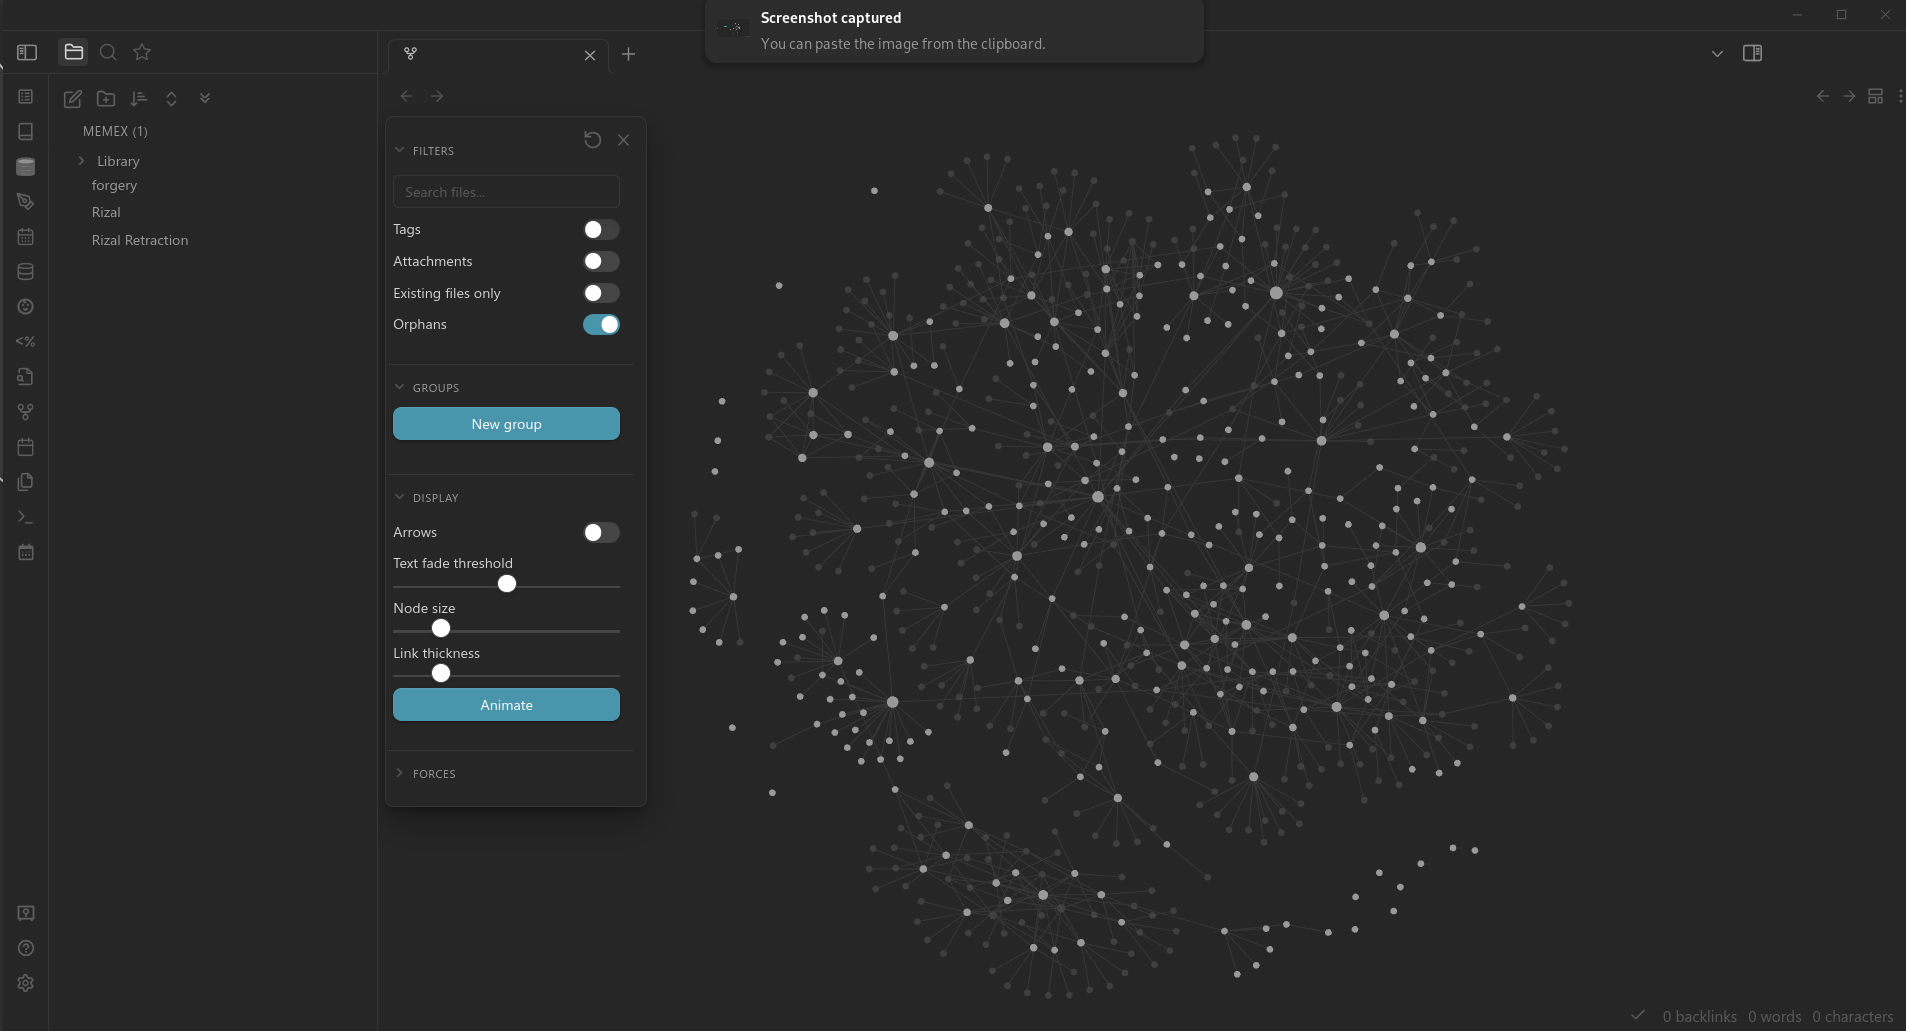 Screenshot captured
You can paste the image from the clipboard.
MEMEX (1)
Library
forgery
Rizal
Rizal Retraction
<%
FILTERS
Search files...
Tags
Attachments
Existing files only
Orphans
GROUPS
New group
DISPLAY
Arrows
Text fade threshold
Node size
Link thickness
Animate
FORCES
0 backlinks 0 words 0 characters